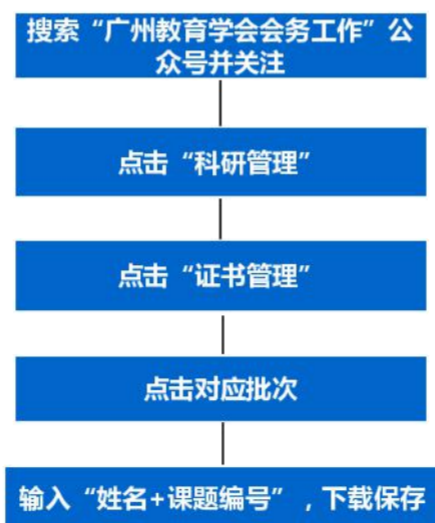 搜索“广州教育学会会务工作”公
众号并关注
点击“科研管理”
点击“证书管理”
点击对应批次
输入“姓名+课题编号”，下载保存